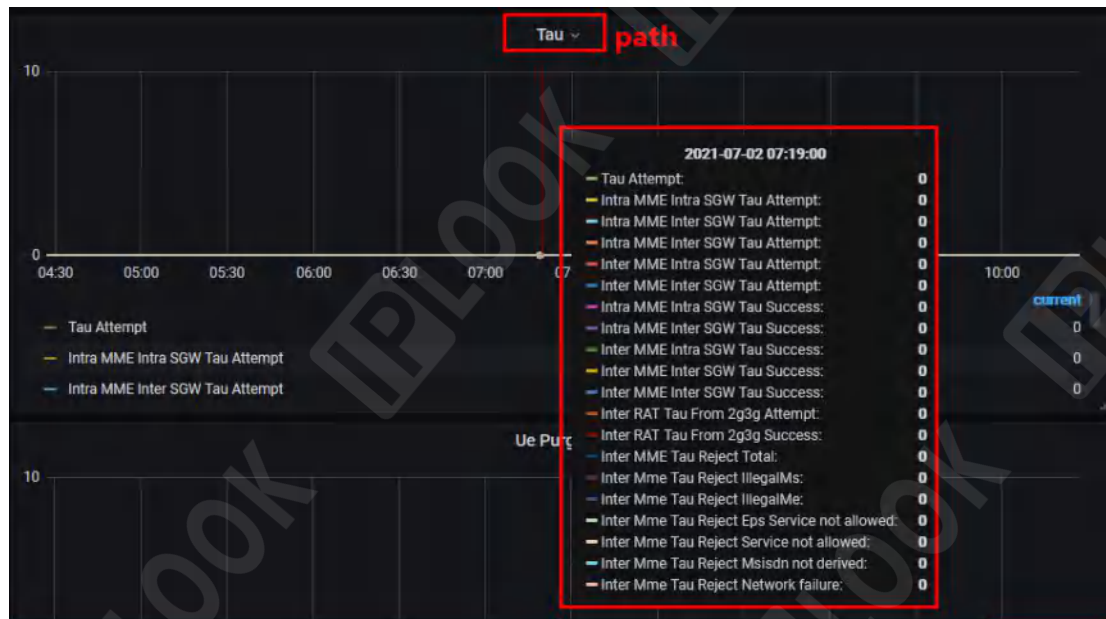 Tau path
10
2021-07-02 07:19:00
Tau Attempt: 0
Intra MME Intra SGW Tau Attempt: 0
Intra MME Inter SGW Tau Attempt: 0
Intra MME Inter SGW Tau Attempt: 0
Inter MME Intra SGW Tau Attempt: 0
Inter MME Inter SGW Tau Attempt: 0
Intra MME Intra SGW Tau Success: 0
Intra MME Inter SGW Tau Success: 0
Inter MME Intra SGW Tau Success: 0
Inter MME Inter SGW Tau Success: 0
Inter MME Inter SGW Tau Success: 0
Inter RAT Tau From 2g3g Attempt: 0
Inter RAT Tau From 2g3g Success: 0
Inter MME Tau Reject Total: 0
Inter Mme Tau Reject IllegalMs: 0
Inter Mme Tau Reject IllegalMe: 0
Inter Mme Tau Reject Eps Service not allowed: 0
Inter Mme Tau Reject Service not allowed: 0
Inter Mme Tau Reject Msisdn not derived: 0
Inter Mme Tau Reject Network failure: 0
0
04:30 05:00 05:30 06:00 06:30 07:00 07 10:00
current
Tau Attempt 0
Intra MME Intra SGW Tau Attempt 0
Intra MME Inter SGW Tau Attempt 0
Ue Purg
10
IPLOOK
IPLOOK